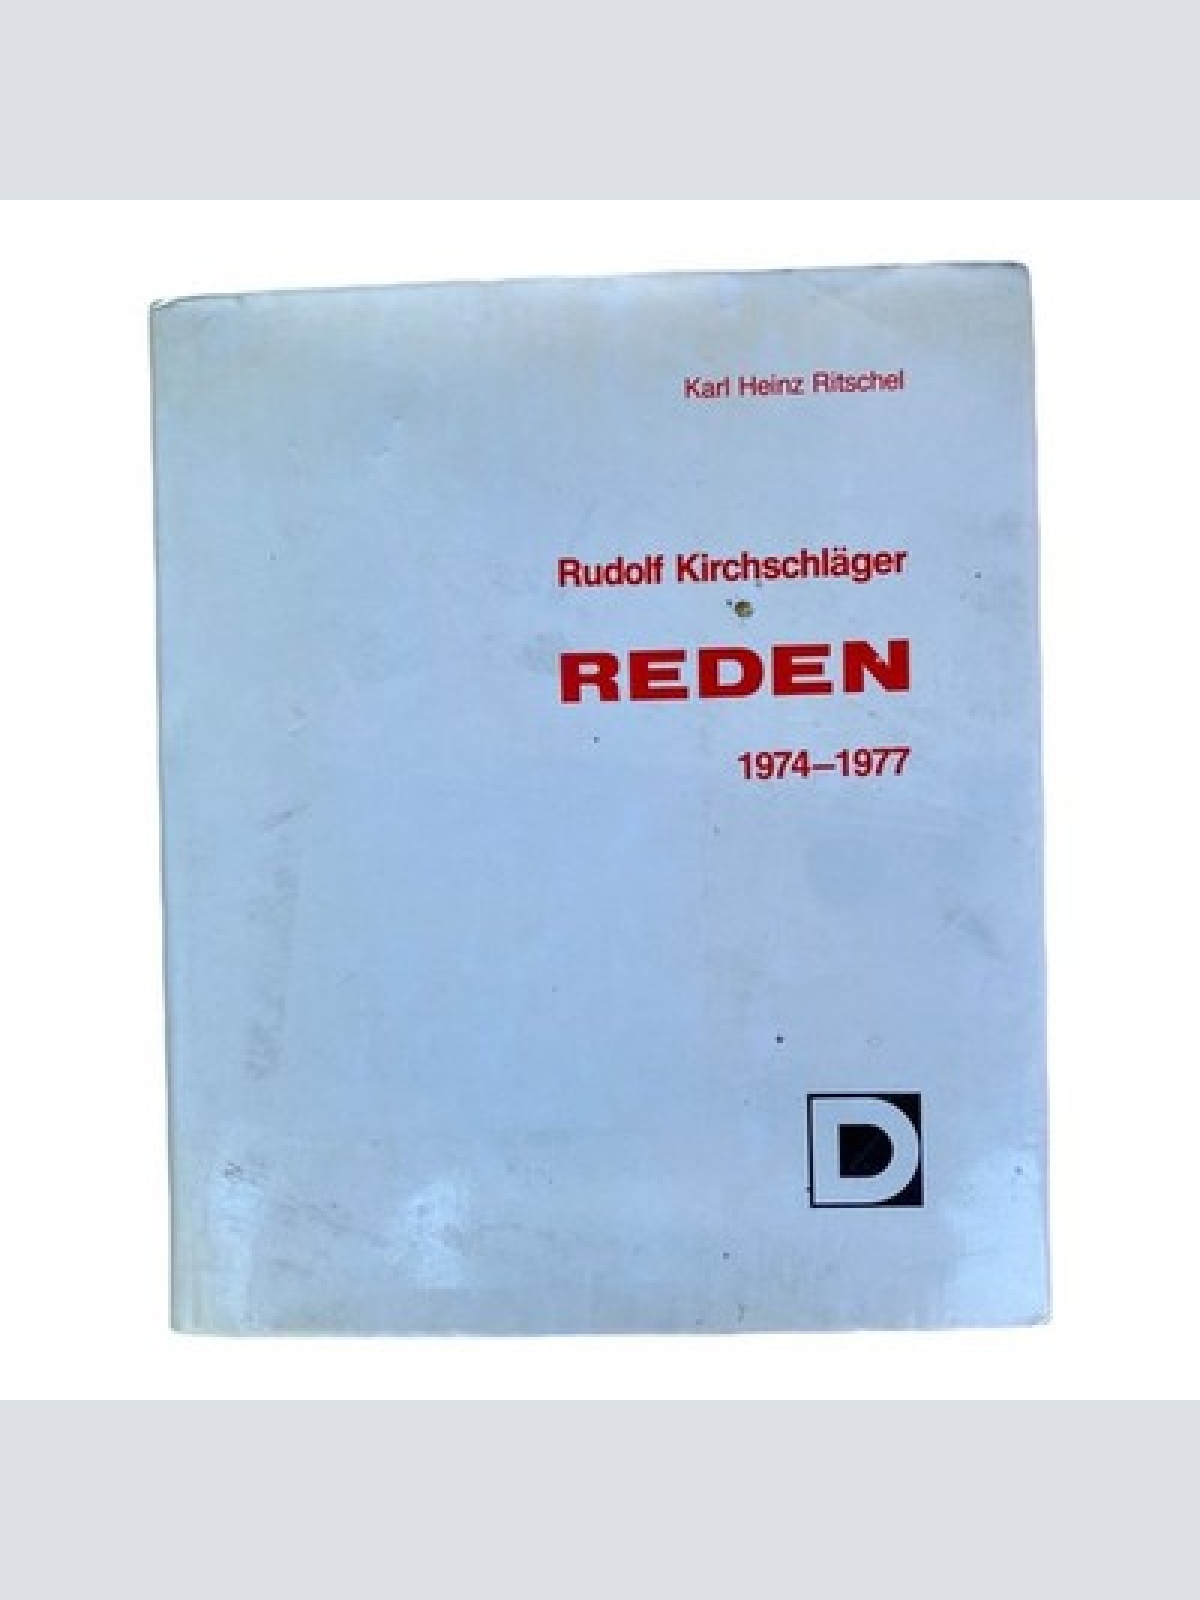 Karl Heinz Ritschel
Rudolf Kirchschläger
REDEN
1974–1977
D